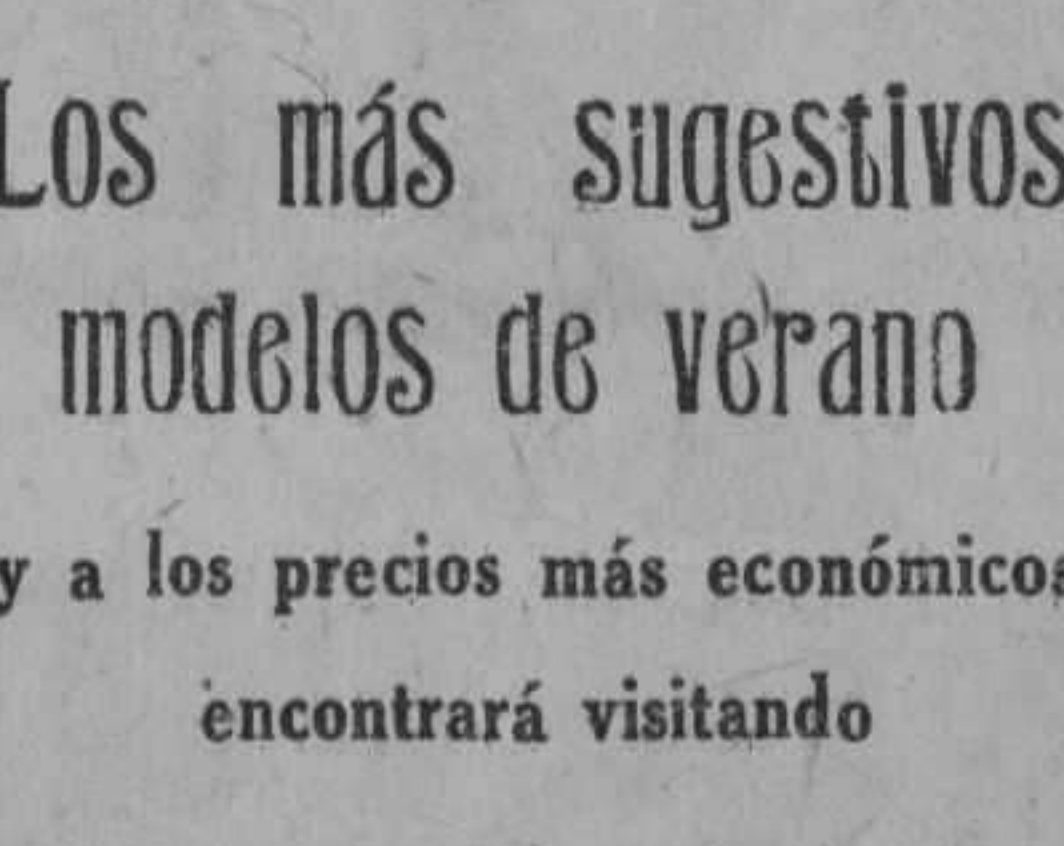 Los más sugestivos
modelos de verano
y a los precios más económicos
encontrará visitando